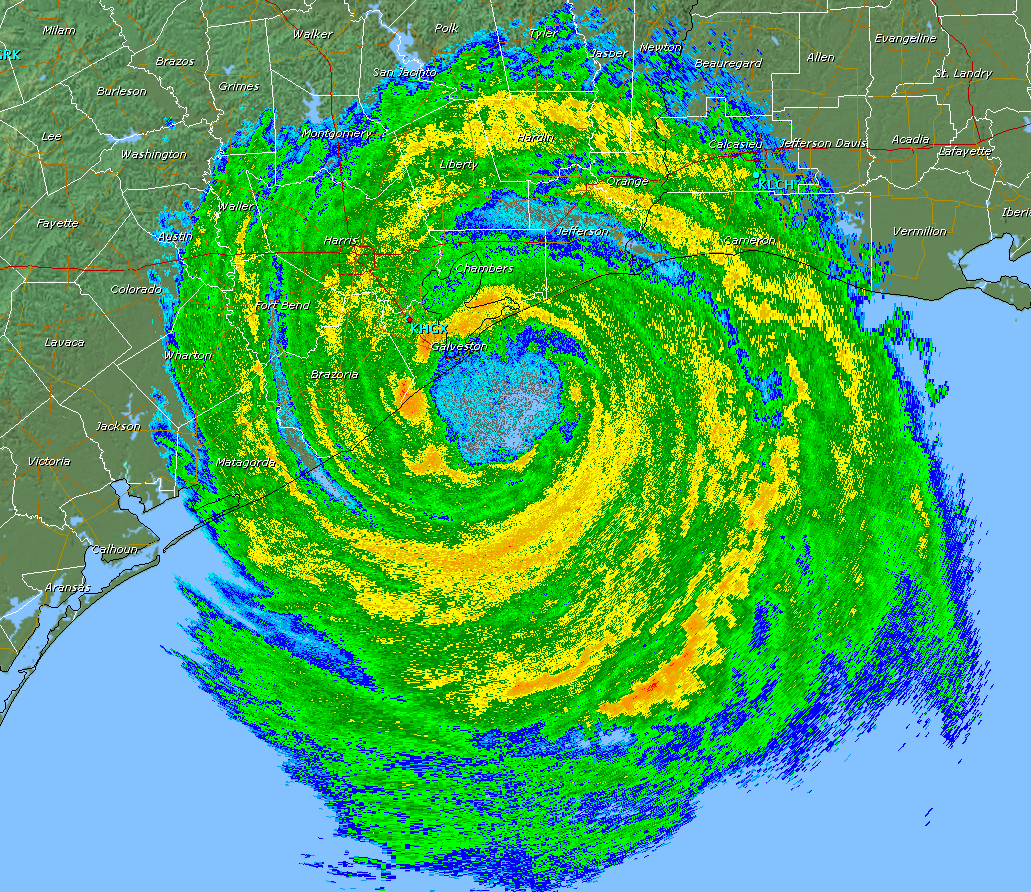 Milam
Walker
Polk
Tyler
Evangeline
GRK
Brazos
Jasper
Newton
Beauregard
Allen
San Jacinto
St. Landry
Burleson
Grimes
Lee
Montgomery
Hardin
Calcasieu
Jefferson Davis
Acadia
Lafayette
Washington
Liberty
Orange
KLCH
Waller
Iberi
Fayette
Austin
Harris
Jefferson
Cameron
Vermilion
Chambers
Colorado
Fort Bend
KHGX
Lavaca
Wharton
Galveston
Brazoria
Jackson
Victoria
Matagorda
Calhoun
Aransas